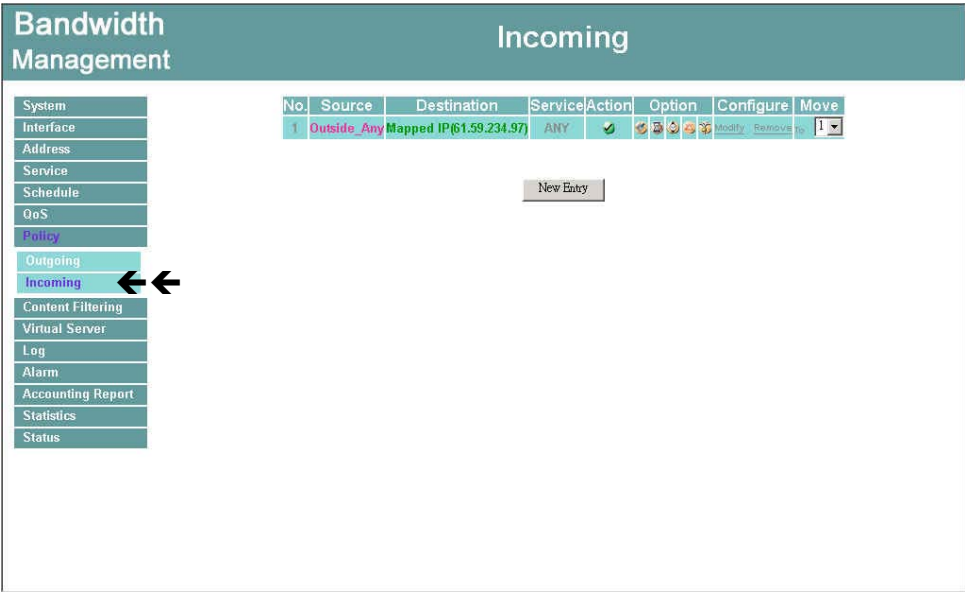 Bandwidth
Management
Incoming
System
Interface
Address
Service
Schedule
QoS
Policy
Outgoing
Incoming
Content Filtering
Virtual Server
Log
Alarm
Accounting Report
Statistics
Status
No. Source Destination Service Action Option Configure Move
1 Outside_Any Mapped IP(61.59.234.97) ANY Modify Remove To 1
New Entry